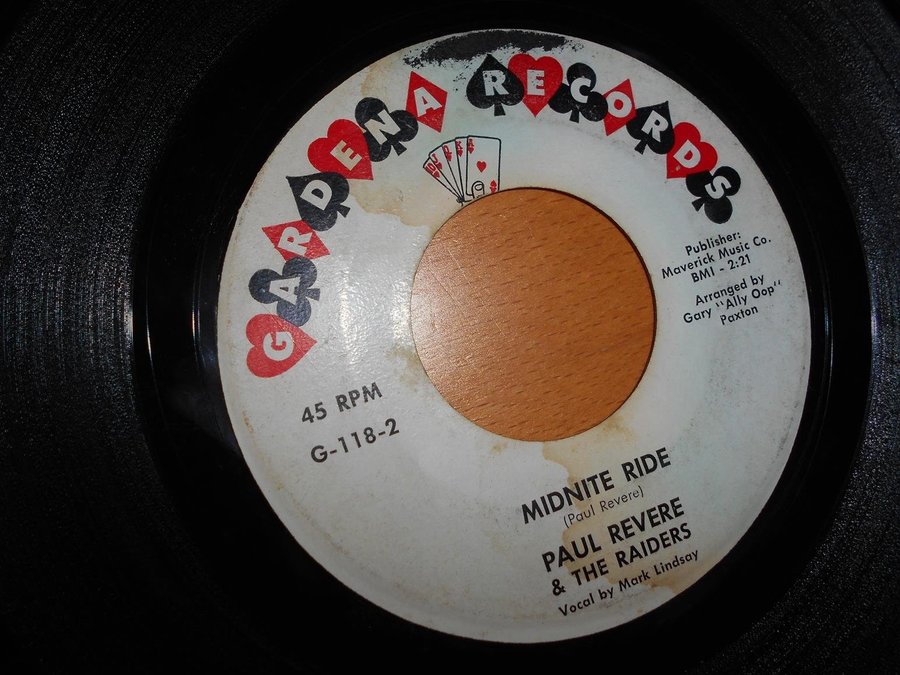 GARDENA RECORDS
Publisher:
Maverick Music Co.
BMI - 2:21
Arranged by
Gary "Ally Oop"
Paxton
45 RPM
G-118-2
MIDNITE RIDE
(Paul Revere)
PAUL REVERE
& THE RAIDERS
Vocal by Mark Lindsay